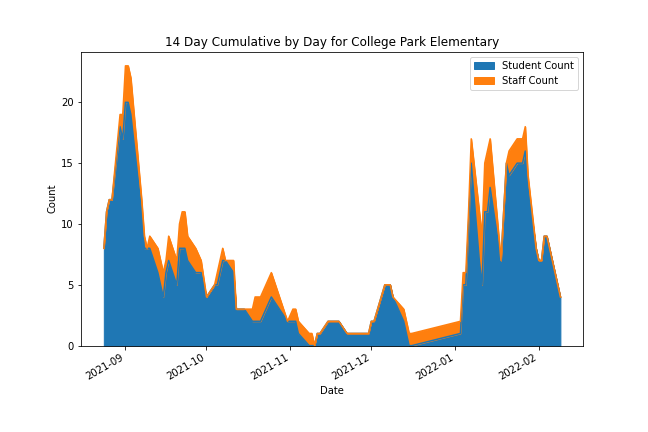 14 Day Cumulative by Day for College Park Elementary
Student Count
Staff Count
Count
20
15
10
5
0
2021-09
2021-10
2021-11
2021-12
2022-01
2022-02
Date